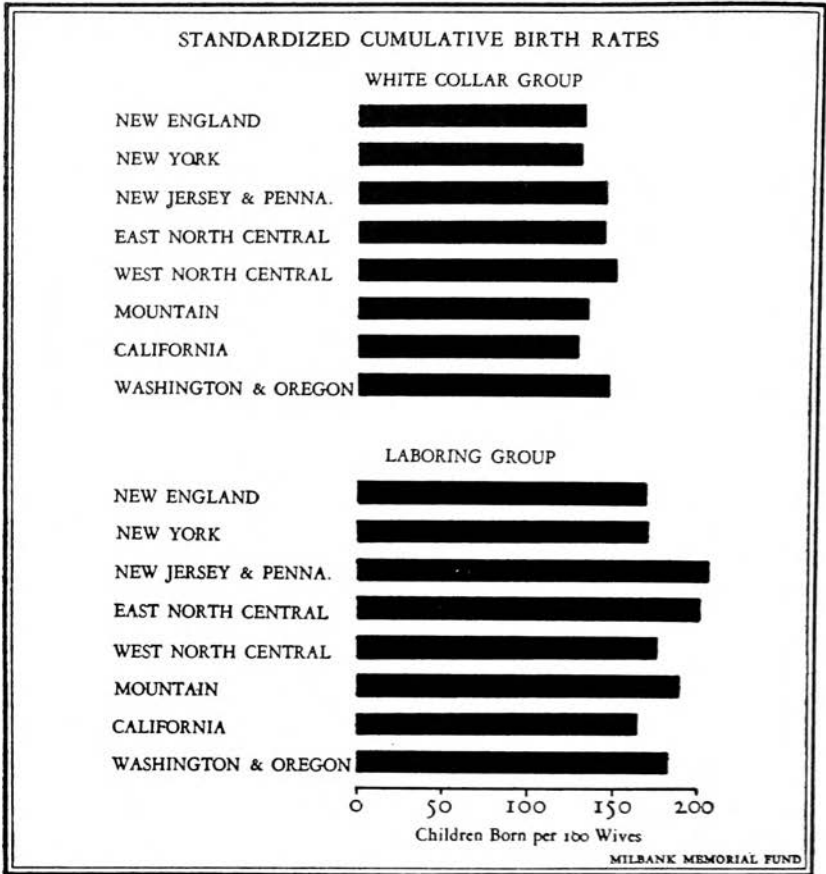 STANDARDIZED CUMULATIVE BIRTH RATES
WHITE COLLAR GROUP
NEW ENGLAND
NEW YORK
NEW JERSEY & PENNA.
EAST NORTH CENTRAL
WEST NORTH CENTRAL
MOUNTAIN
CALIFORNIA
WASHINGTON & OREGON
LABORING GROUP
NEW ENGLAND
NEW YORK
NEW JERSEY & PENNA.
EAST NORTH CENTRAL
WEST NORTH CENTRAL
MOUNTAIN
CALIFORNIA
WASHINGTON & OREGON
0 50 100 150 200
Children Born per 100 Wives
MILBANK MEMORIAL FUND